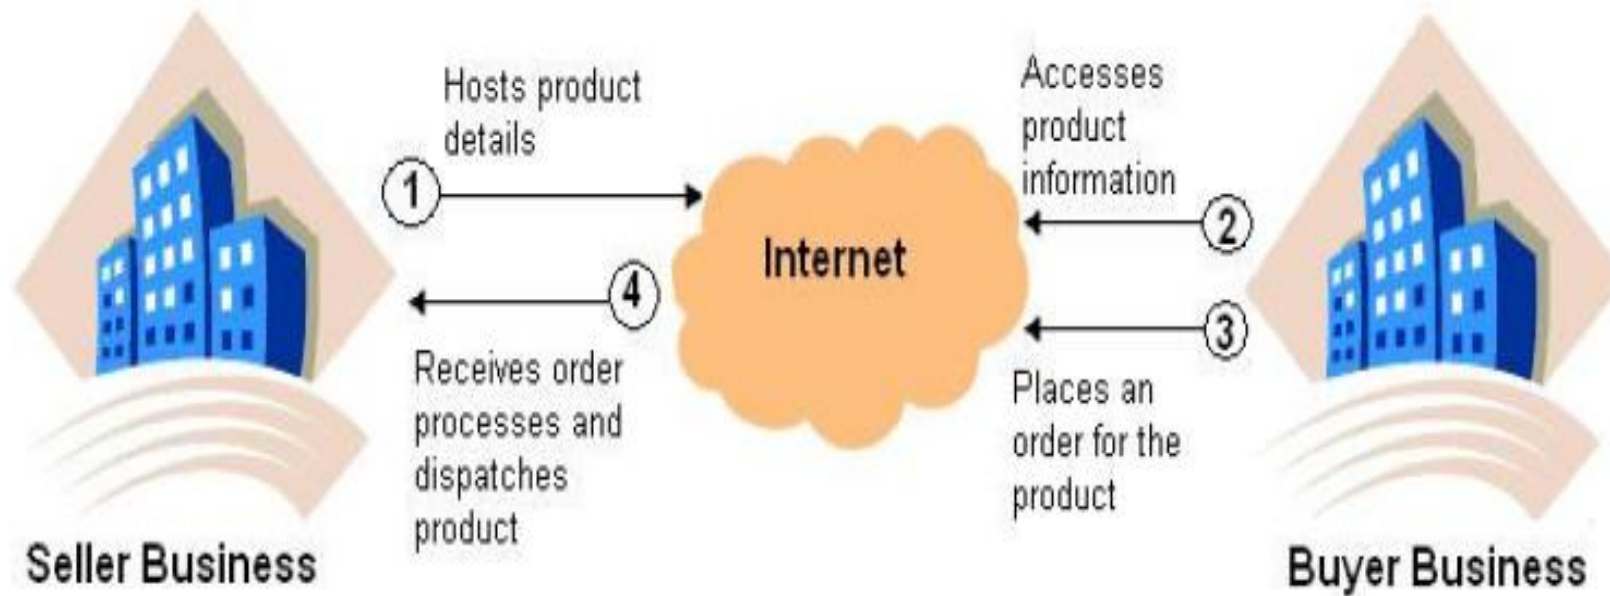 Hosts product
details
1
Internet
4
Receives order
processes and
dispatches
product
Seller Business
Accesses
product
information
2
3
Places an
order for the
product
Buyer Business